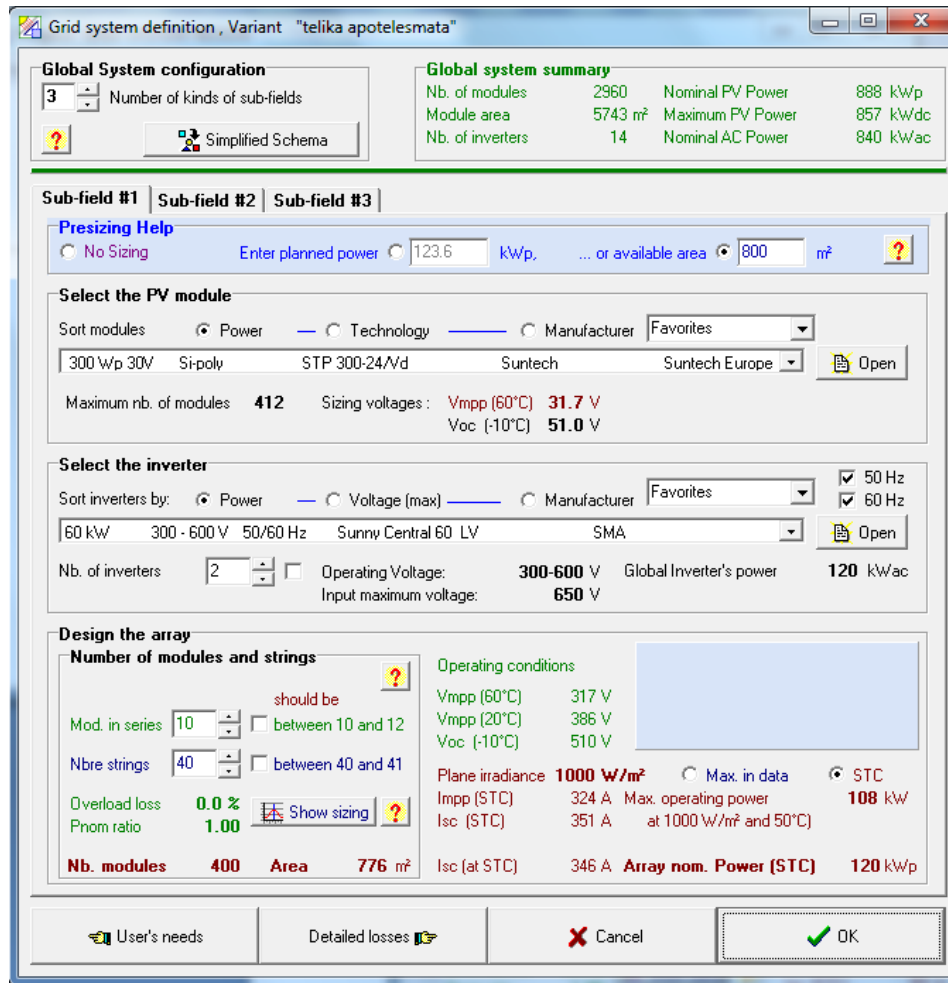 Grid system definition , Variant "telika apotelesmata"
Global System configuration
3 Number of kinds of sub-fields
? Simplified Schema
Global system summary
Nb. of modules 2960 Nominal PV Power 888 kWp
Module area 5743 m² Maximum PV Power 857 kWdc
Nb. of inverters 14 Nominal AC Power 840 kWac
Sub-field #1 Sub-field #2 Sub-field #3
Presizing Help
No Sizing Enter planned power 123.6 kWp, ... or available area 800 m² ?
Select the PV module
Sort modules Power Technology Manufacturer Favorites
300 Wp 30V Si-poly STP 300-24/Vd Suntech Suntech Europe Open
Maximum nb. of modules 412 Sizing voltages : Vmpp (60°C) 31.7 V
Voc (-10°C) 51.0 V
Select the inverter
50 Hz
Sort inverters by: Power Voltage (max) Manufacturer Favorites
60 Hz
60 kW 300 - 600 V 50/60 Hz Sunny Central 60 LV SMA Open
Nb. of inverters 2 Operating Voltage: 300-600 V Global Inverter's power 120 kWac
Input maximum voltage: 650 V
Design the array
Number of modules and strings
?
should be
Mod. in series 10 between 10 and 12
Nbre strings 40 between 40 and 41
Overload loss 0.0 %
Pnom ratio 1.00
Show sizing ?
Nb. modules 400 Area 776 m²
Operating conditions
Vmpp (60°C) 317 V
Vmpp (20°C) 386 V
Voc (-10°C) 510 V
Plane irradiance 1000 W/m² Max. in data STC
Impp (STC) 324 A Max. operating power 108 kW
Isc (STC) 351 A at 1000 W/m² and 50°C)
Isc (at STC) 346 A Array nom. Power (STC) 120 kWp
User's needs Detailed losses Cancel OK